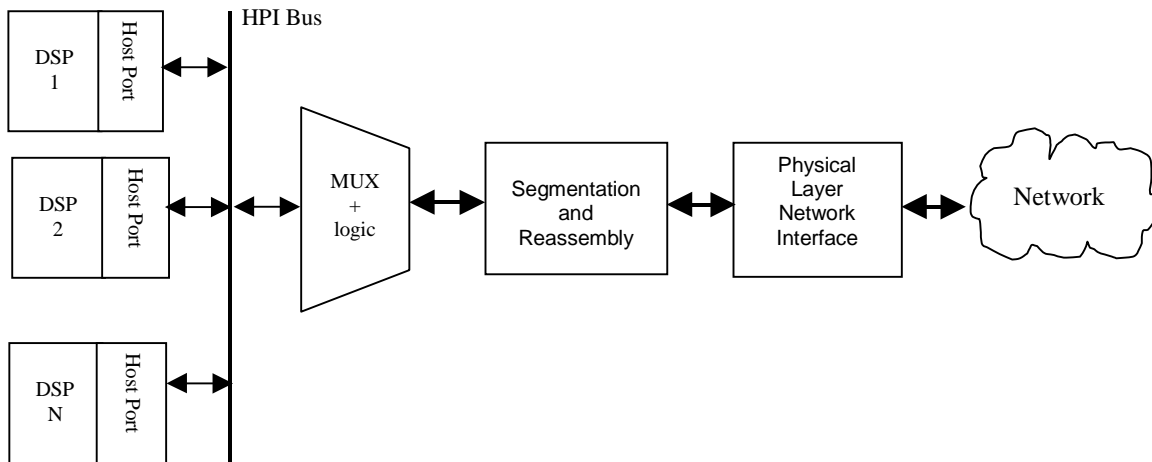 HPI Bus
DSP
1
Host Port
DSP
2
Host Port
DSP
N
Host Port
MUX
+
logic
Segmentation
and
Reassembly
Physical
Layer
Network
Interface
Network